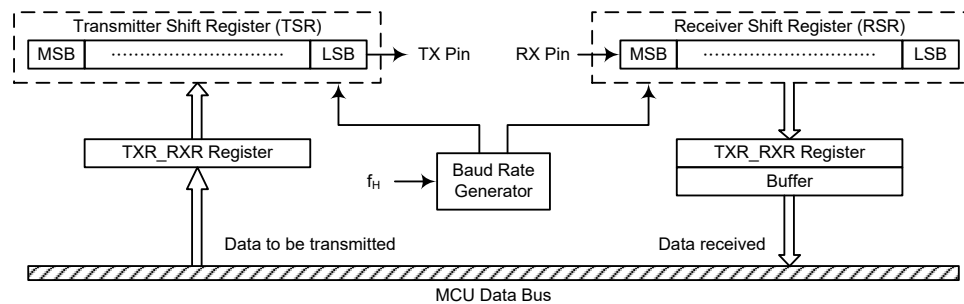 Transmitter Shift Register (TSR)
MSB ........................... LSB
TX Pin
RX Pin
Receiver Shift Register (RSR)
MSB ........................... LSB
TXR_RXR Register
f_H
Baud Rate
Generator
TXR_RXR Register
Buffer
Data to be transmitted
Data received
MCU Data Bus